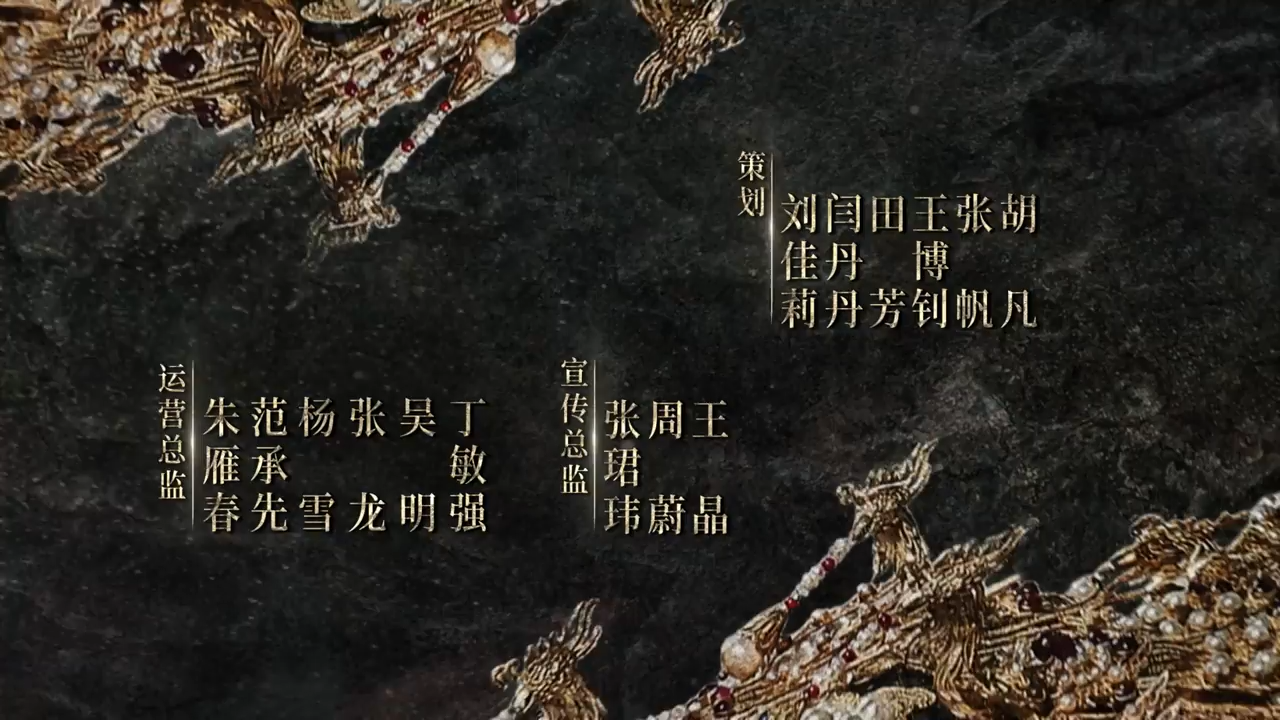 策划
刘佳莉
闫丹丹
田芳
王博钊
张帆
胡凡
运营总监
朱雁春
范承先
杨雪
张龙
吴明
丁敏强
宣传总监
张珺玮
周蔚
王晶